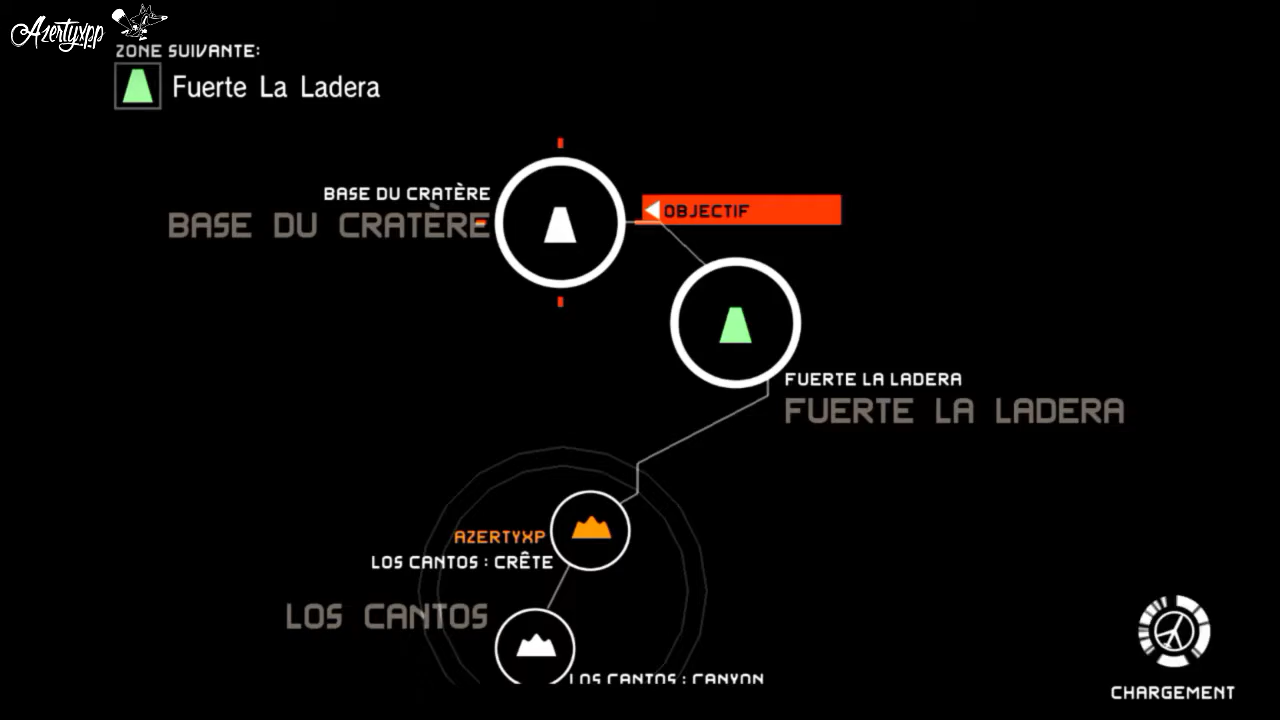 Azertyxpp
ZONE SUIVANTE:
Fuerte La Ladera
BASE DU CRATÈRE
BASE DU CRATÈRE
OBJECTIF
FUERTE LA LADERA
FUERTE LA LADERA
AZERTYXP
LOS CANTOS : CRÊTE
LOS CANTOS
LOS CANTOS : CANYON
CHARGEMENT